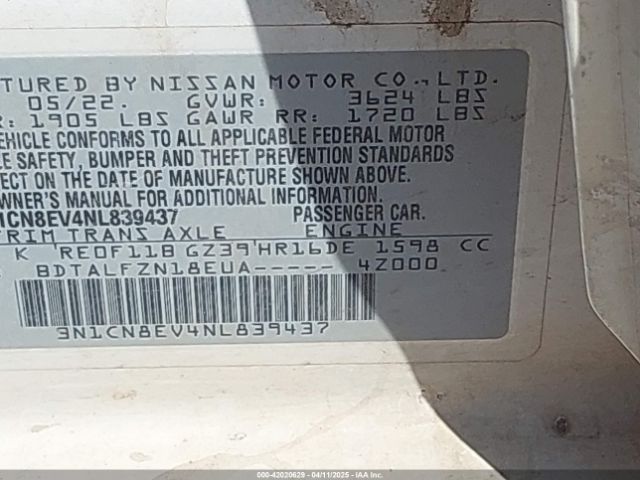 TURED BY NISSAN MOTOR CO., LTD.
05/22. GVWR: 3624 LBS
R: 1905 LBS GAWR RR: 1720 LBS
VEHICLE CONFORMS TO ALL APPLICABLE FEDERAL MOTOR
LE SAFETY, BUMPER AND THEFT PREVENTION STANDARDS
FECT ON THE DATE OF MANUFACTURE SHOWN ABOVE.
OWNER'S MANUAL FOR ADDITIONAL INFORMATION.
1CN8EV4NL839437 PASSENGER CAR.
TRIM TRANS AXLE ENGINE
K RE0F11B GZ39 HR16DE 1598 CC
BDTALFZN18EUA----- 4Z000
3N1CN8EV4NL839437
000-42020629 - 04/11/2025 - IAA Inc.